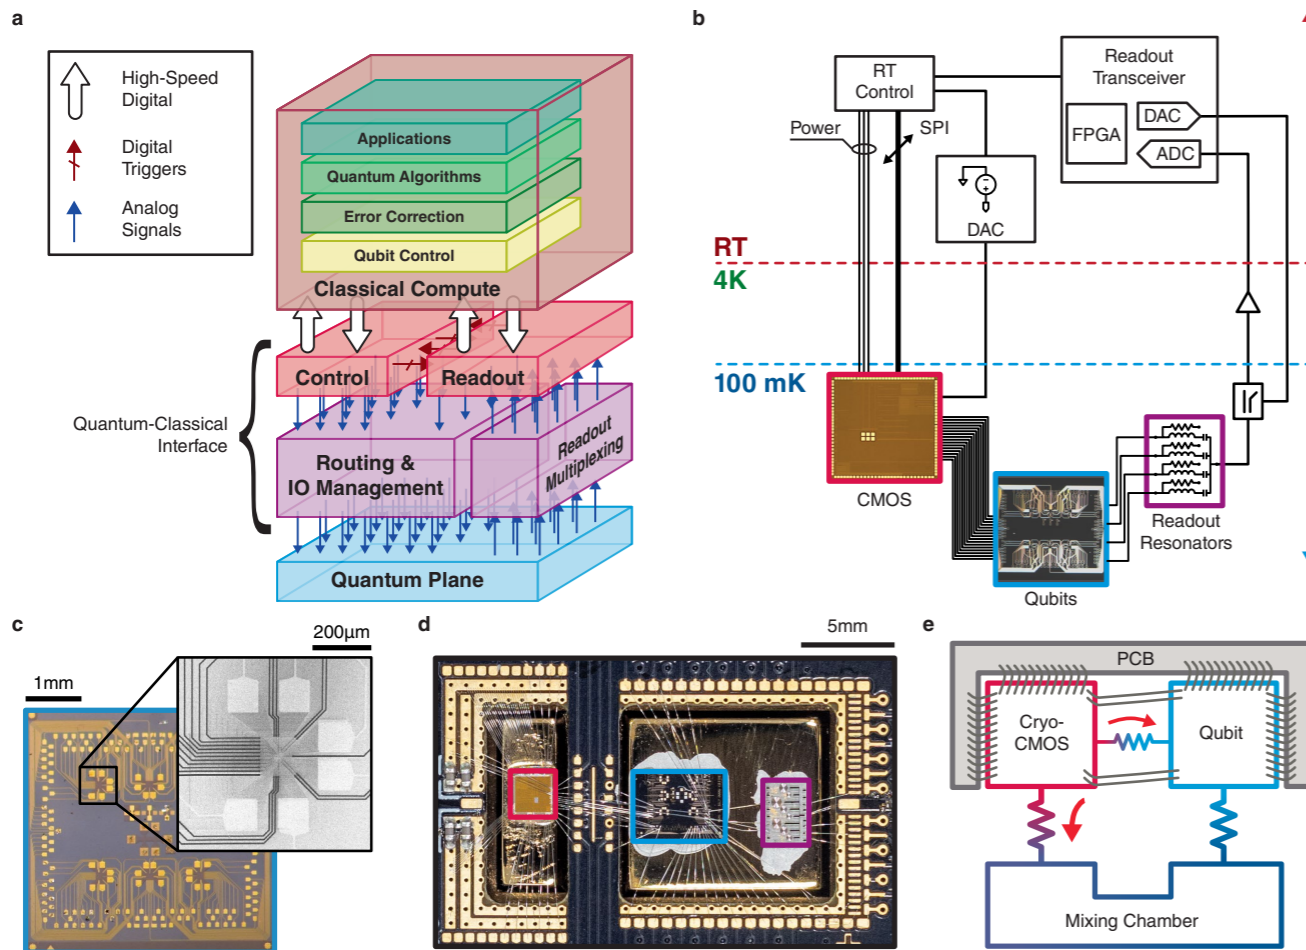 a
High-Speed
Digital
Digital
Triggers
Analog
Signals
Applications
Quantum Algorithms
Error Correction
Qubit Control
Classical Compute
Control
Readout
Quantum-Classical
Interface
Routing &
IO Management
Readout
Multiplexing
Quantum Plane
b
RT
Control
Readout
Transceiver
FPGA
DAC
ADC
Power
SPI
DAC
RT
4K
100 mK
CMOS
Qubits
Readout
Resonators
c
200µm
1mm
d
5mm
e
PCB
Cryo-
CMOS
Qubit
Mixing Chamber